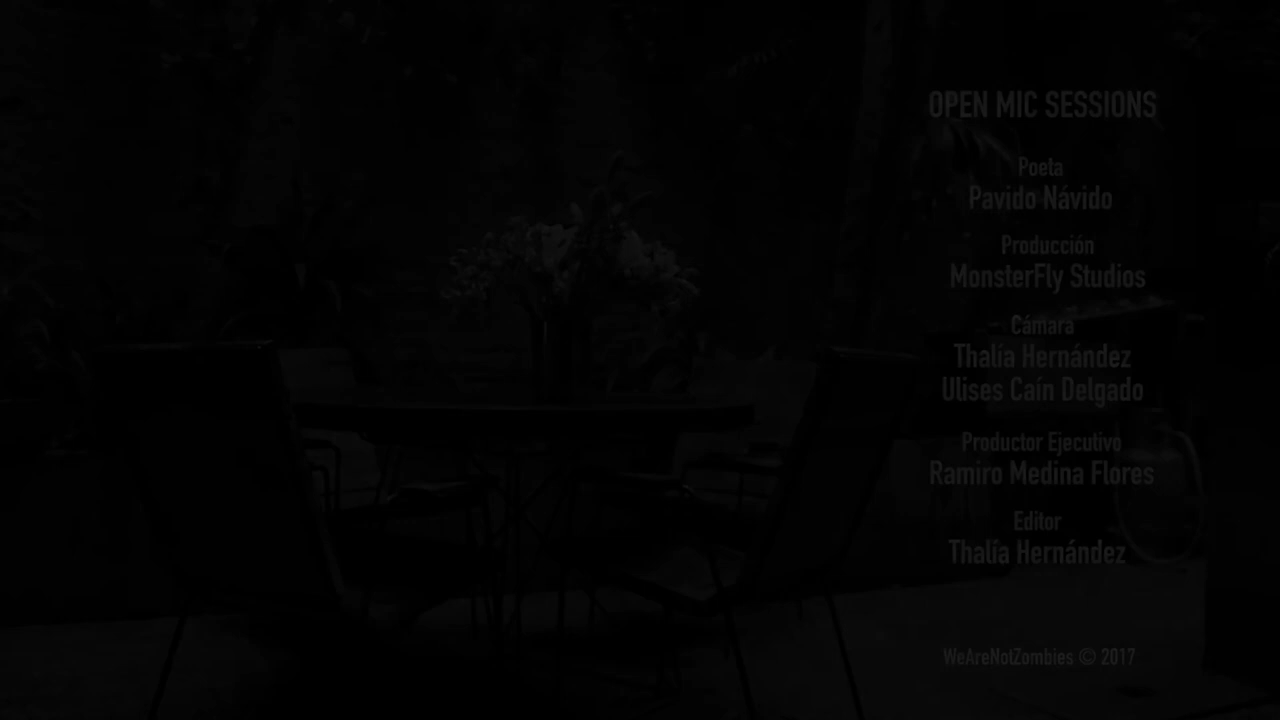 OPEN MIC SESSIONS
Poeta
Pavido Návido
Producción
MonsterFly Studios
Cámara
Thalía Hernández
Ulises Caín Delgado
Productor Ejecutivo
Ramiro Medina Flores
Editor
Thalía Hernández
WeAreNotZombies © 2017